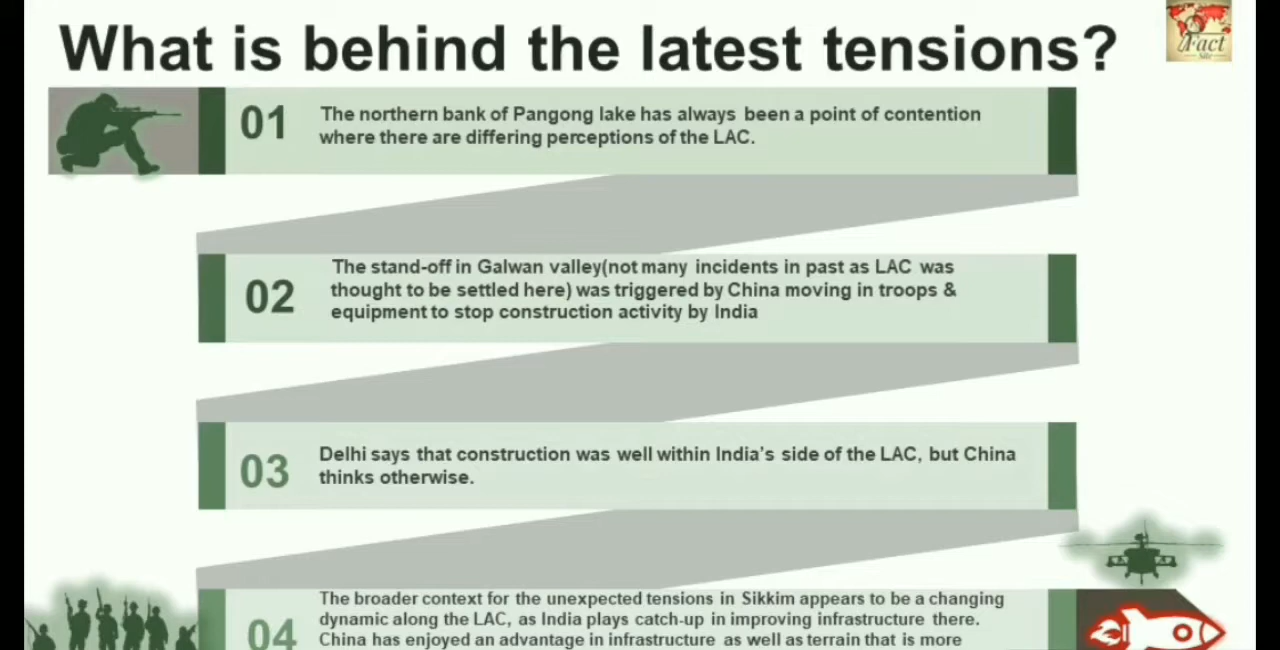 What is behind the latest tensions?
Fact
Site
01
The northern bank of Pangong lake has always been a point of contention
where there are differing perceptions of the LAC.
02
The stand-off in Galwan valley(not many incidents in past as LAC was
thought to be settled here) was triggered by China moving in troops &
equipment to stop construction activity by India
03
Delhi says that construction was well within India's side of the LAC, but China
thinks otherwise.
04
The broader context for the unexpected tensions in Sikkim appears to be a changing
dynamic along the LAC, as India plays catch-up in improving infrastructure there.
China has enjoyed an advantage in infrastructure as well as terrain that is more